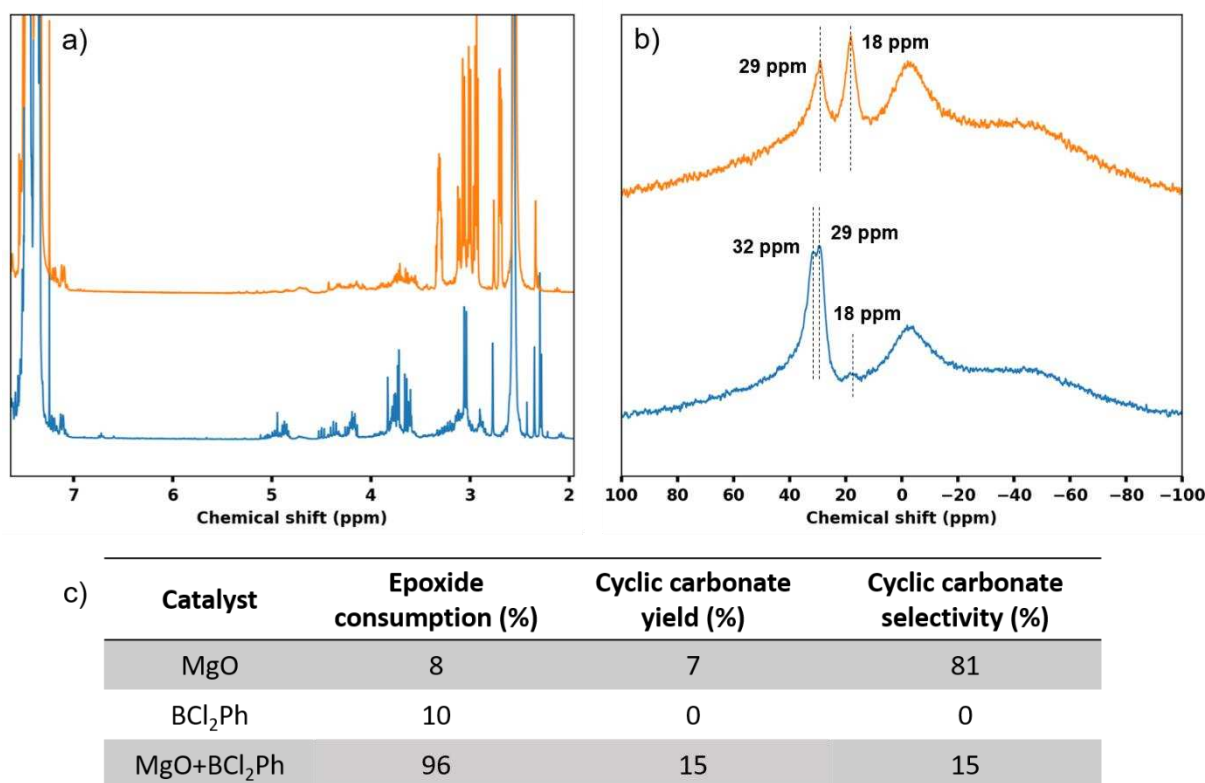 a)
7 6 5 4 3 2
Chemical shift (ppm)
b)
18 ppm
29 ppm
32 ppm
29 ppm
18 ppm
100 80 60 40 20 0 −20 −40 −60 −80 −100
Chemical shift (ppm)
c)
Catalyst Epoxide consumption (%) Cyclic carbonate yield (%) Cyclic carbonate selectivity (%)
MgO 8 7 81
BCl₂Ph 10 0 0
MgO+BCl₂Ph 96 15 15